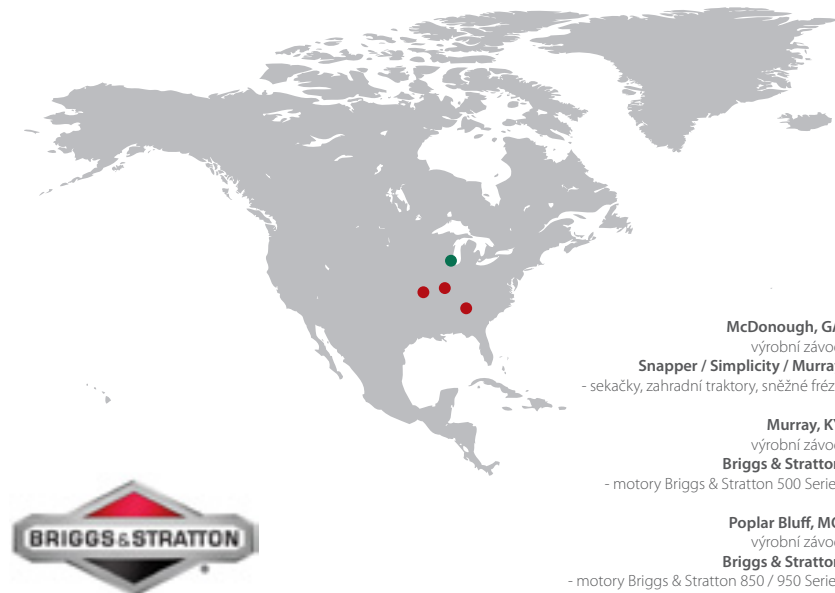 McDonough, GA
výrobní závod
Snapper / Simplicity / Murray
- sekačky, zahradní traktory, sněžné frézy
Murray, KY
výrobní závod
Briggs & Stratton
- motory Briggs & Stratton 500 Series
Poplar Bluff, MO
výrobní závod
Briggs & Stratton
- motory Briggs & Stratton 850 / 950 Series
BRIGGS&STRATTON